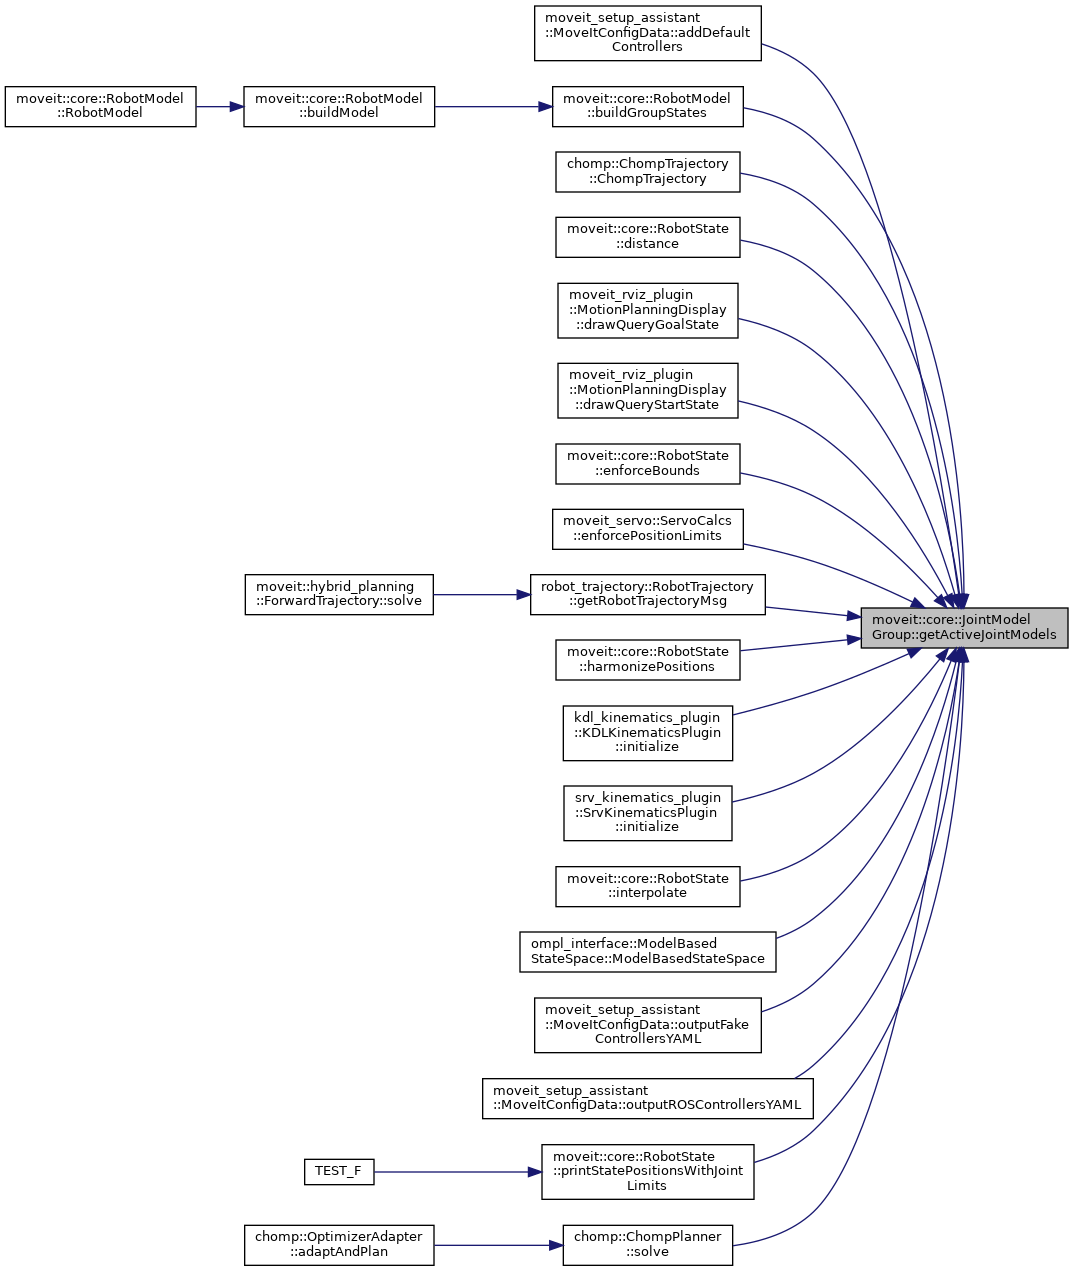 moveit_setup_assistant
::MoveItConfigData::addDefault
Controllers
moveit::core::RobotModel
::RobotModel
moveit::core::RobotModel
::buildModel
moveit::core::RobotModel
::buildGroupStates
chomp::ChompTrajectory
::ChompTrajectory
moveit::core::RobotState
::distance
moveit_rviz_plugin
::MotionPlanningDisplay
::drawQueryGoalState
moveit_rviz_plugin
::MotionPlanningDisplay
::drawQueryStartState
moveit::core::RobotState
::enforceBounds
moveit_servo::ServoCalcs
::enforcePositionLimits
moveit::hybrid_planning
::ForwardTrajectory::solve
robot_trajectory::RobotTrajectory
::getRobotTrajectoryMsg
moveit::core::JointModel
Group::getActiveJointModels
moveit::core::RobotState
::harmonizePositions
kdl_kinematics_plugin
::KDLKinematicsPlugin
::initialize
srv_kinematics_plugin
::SrvKinematicsPlugin
::initialize
moveit::core::RobotState
::interpolate
ompl_interface::ModelBased
StateSpace::ModelBasedStateSpace
moveit_setup_assistant
::MoveItConfigData::outputFake
ControllersYAML
moveit_setup_assistant
::MoveItConfigData::outputROSControllersYAML
TEST_F
moveit::core::RobotState
::printStatePositionsWithJoint
Limits
chomp::OptimizerAdapter
::adaptAndPlan
chomp::ChompPlanner
::solve